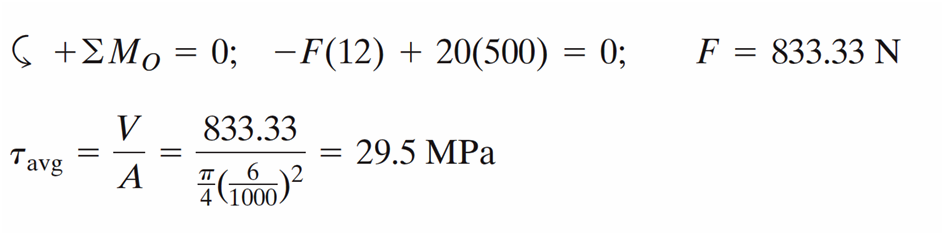 ↺ +ΣM_O = 0; −F(12) + 20(500) = 0; F = 833.33 N
τ_avg = V/A = 833.33/(π/4(6/1000)^2) = 29.5 MPa